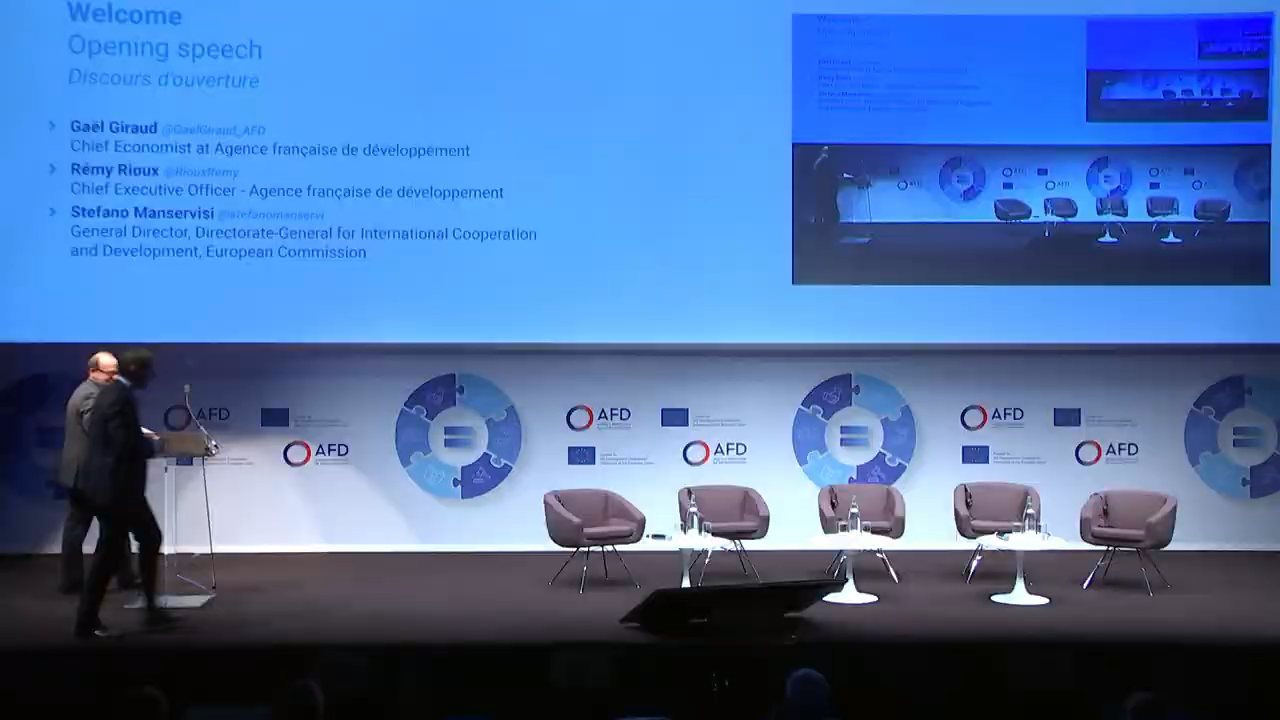 Welcome
Opening speech
Discours d'ouverture
Gaël Giraud @GaelGiraud_AFD
Chief Economist at Agence française de développement
Rémy Rioux @RiouxRemy
Chief Executive Officer - Agence française de développement
Stefano Manservisi @stefanomanservi
General Director, Directorate-General for International Cooperation
and Development, European Commission
AFD
AFD
AFD
AFD
AFD
AFD